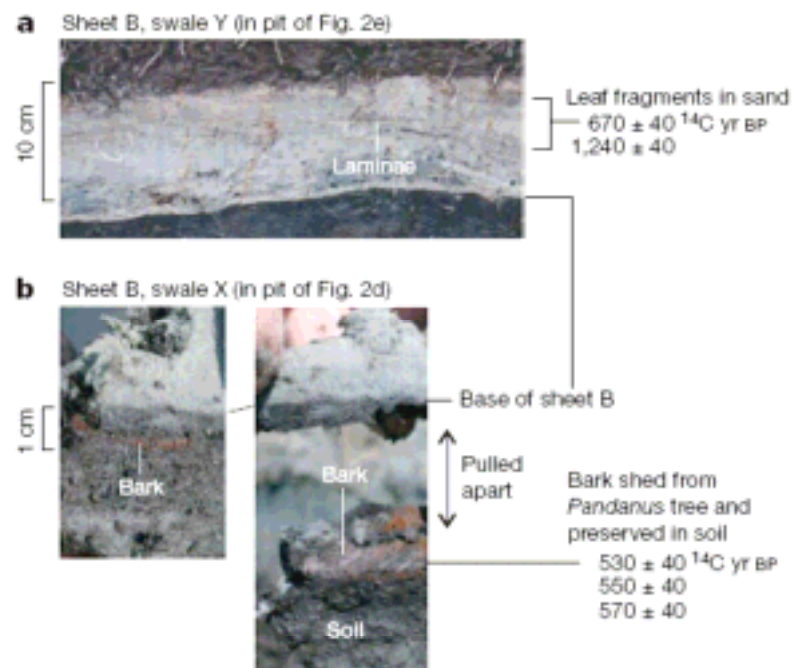 a Sheet B, swale Y (in pit of Fig. 2e)
10 cm
Laminae
Leaf fragments in sand
670 ± 40 ¹⁴C yr BP
1,240 ± 40
b Sheet B, swale X (in pit of Fig. 2d)
1 cm
Bark
Bark
Soil
Base of sheet B
Pulled
apart
Bark shed from
Pandanus tree and
preserved in soil
530 ± 40 ¹⁴C yr BP
550 ± 40
570 ± 40